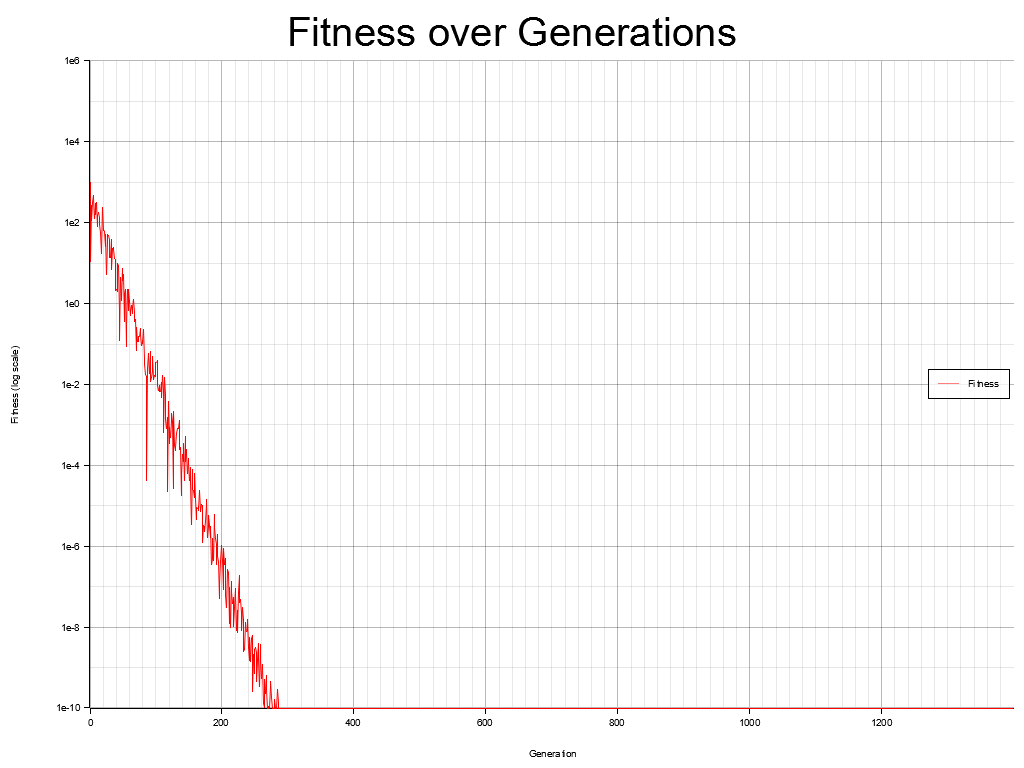 Fitness over Generations
1e6
1e4
1e2
1e0
1e-2
1e-4
1e-6
1e-8
1e-10
Fitness (log scale)
Fitness
0 200 400 600 800 1000 1200
Generation